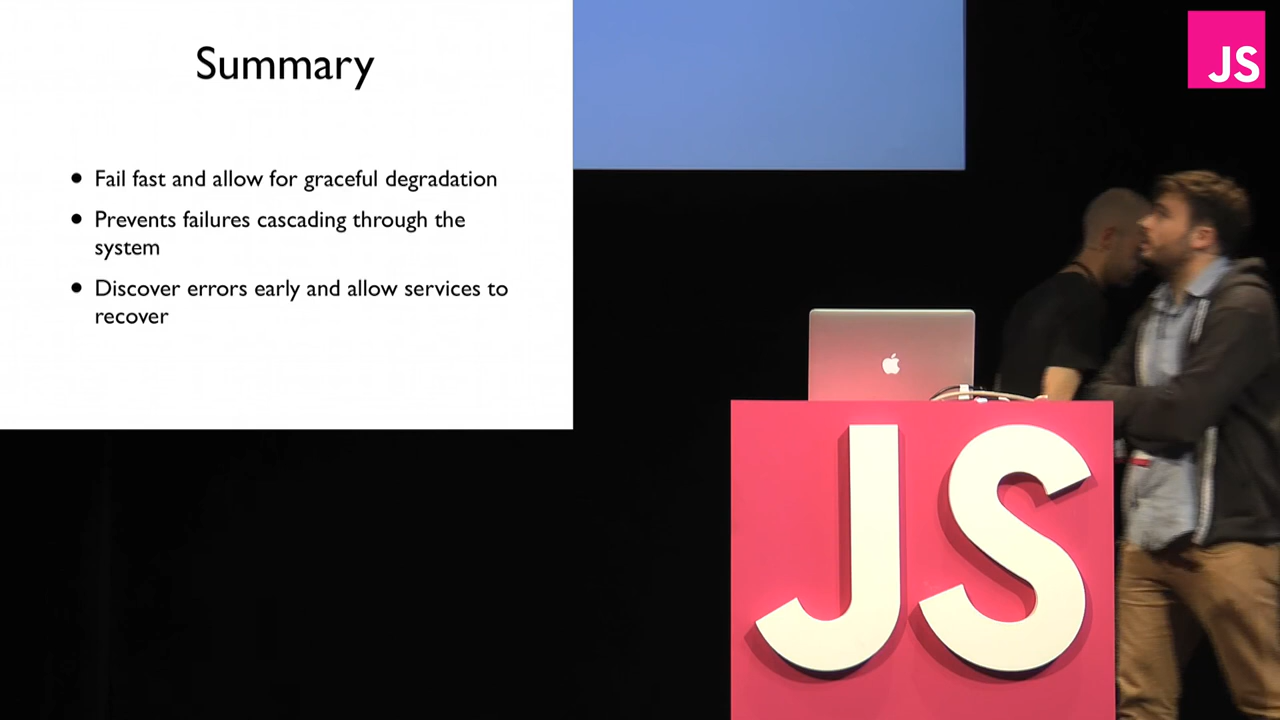 Summary
• Fail fast and allow for graceful degradation
• Prevents failures cascading through the
system
• Discover errors early and allow services to
recover
JS
JS